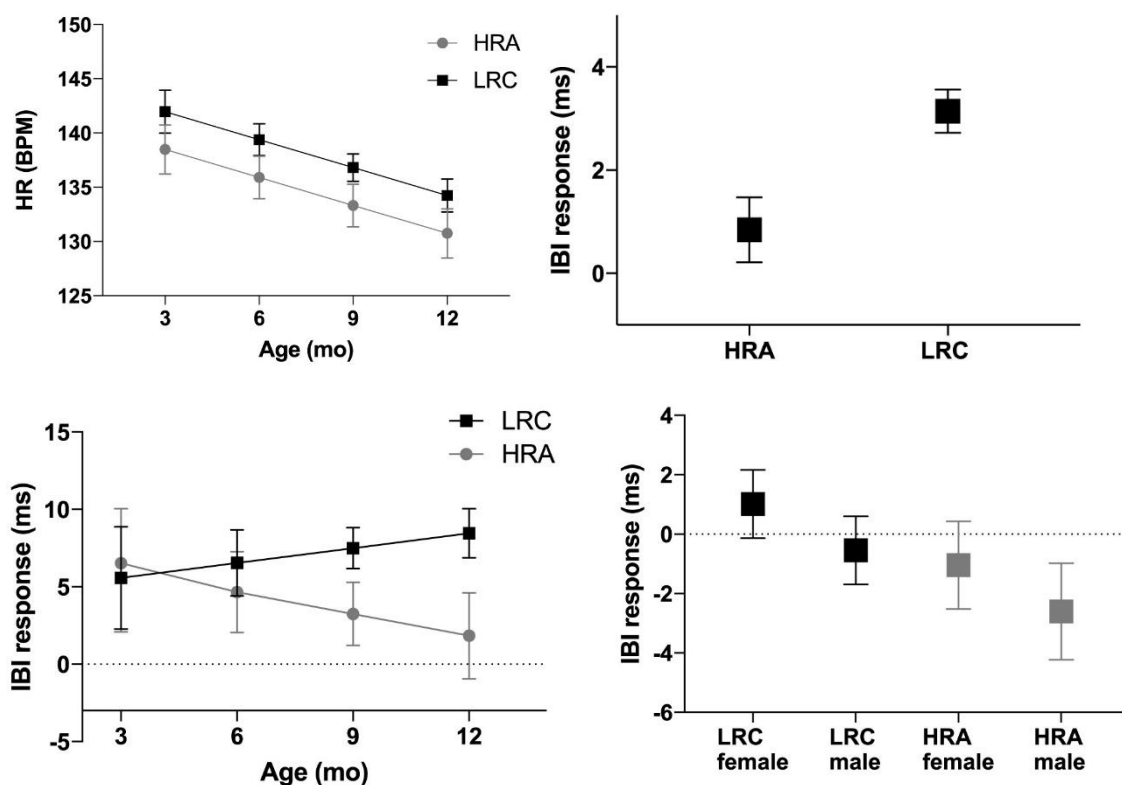 150
145
140
135
130
125
HR (BPM)
3 6 9 12
Age (mo)
HRA
LRC
4
2
0
IBI response (ms)
HRA LRC
15
10
5
0
-5
IBI response (ms)
3 6 9 12
Age (mo)
LRC
HRA
4
2
0
-2
-4
-6
IBI response (ms)
LRC LRC HRA HRA
female male female male